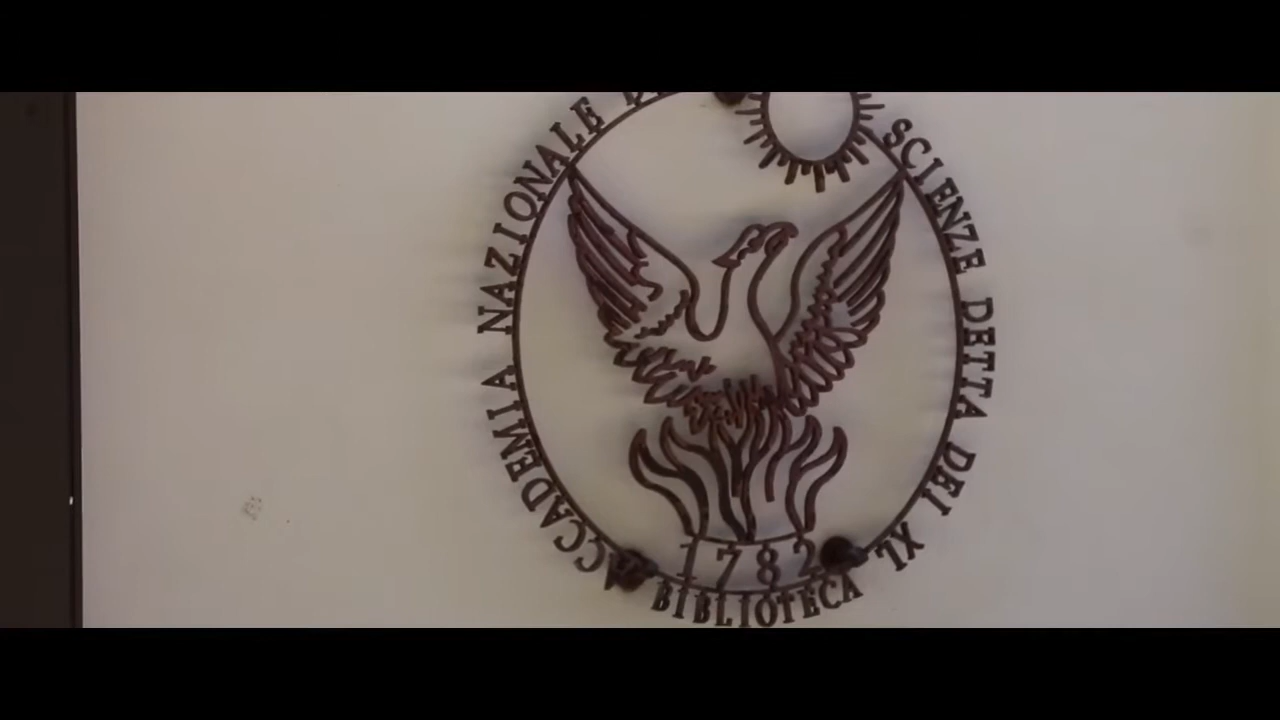 ACCADEMIA NAZIONALE
SCIENZE DETTA DEI XL
1782
BIBLIOTECA